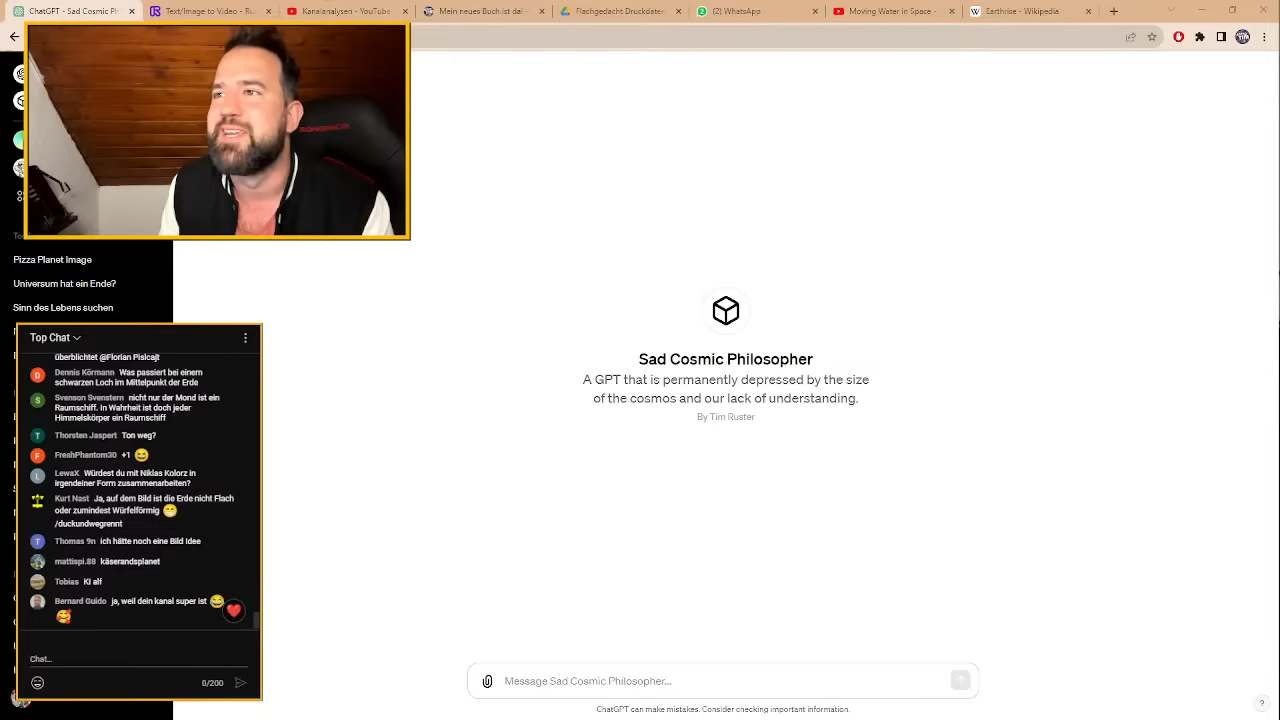 ChatGPT - Sad Cosmic P
Text/Image to Video - Ru
Kanalanalysen - YouTube
Mein neues Buch ist da! -
Flachgedacht Druckdatei
(2) WhatsApp
Moving Water in Space -
Earthrise - Wikipedia
Pizza Planet Image
Universum hat ein Ende?
Sinn des Lebens suchen
Top Chat
überblichtet @Florian Pislcajt
Dennis Körmann Was passiert bei einem
schwarzen Loch im Mittelpunkt der Erde
Svenson Svenstern nicht nur der Mond ist ein
Raumschiff. In Wahrheit ist doch jeder
Himmelskörper ein Raumschiff
Thorsten Jaspert Ton weg?
FreshPhantom30 +1 😂
LewaX Würdest du mit Niklas Kolorz in
irgendeiner Form zusammenarbeiten?
Kurt Nast Ja, auf dem Bild ist die Erde nicht Flach
oder zumindest Würfelförmig 😁
/duckundwegrennt
Thomas 9n ich hätte noch eine Bild Idee
mattispi.88 käserandsplanet
Tobias KI alf
Bernard Guido ja, weil dein kanal super ist 😂
🥰
Chat...
0/200
Sad Cosmic Philosopher
A GPT that is permanently depressed by the size
of the cosmos and our lack of understanding.
By Tim Ruster
Message Sad Cosmic Philosopher...
ChatGPT can make mistakes. Consider checking important information.
?